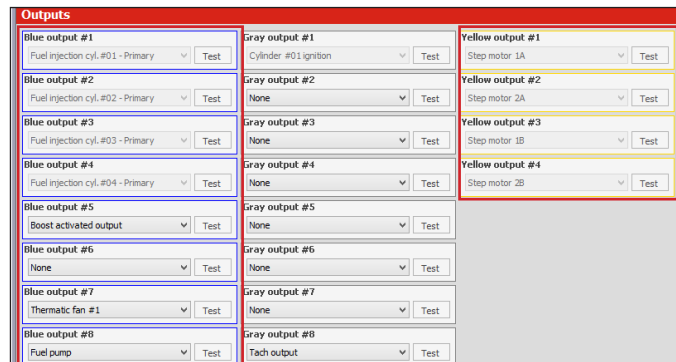 Outputs
Blue output #1
Fuel injection cyl.#01 - Primary Test
Blue output #2
Fuel injection cyl.#02 - Primary Test
Blue output #3
Fuel injection cyl.#03 - Primary Test
Blue output #4
Fuel injection cyl.#04 - Primary Test
Blue output #5
Boost activated output Test
Blue output #6
None Test
Blue output #7
Thermatic fan #1 Test
Blue output #8
Fuel pump Test
Gray output #1
Cylinder #01 ignition Test
Gray output #2
None Test
Gray output #3
None Test
Gray output #4
None Test
Gray output #5
None Test
Gray output #6
None Test
Gray output #7
None Test
Gray output #8
Tach output Test
Yellow output #1
Step motor 1A Test
Yellow output #2
Step motor 2A Test
Yellow output #3
Step motor 1B Test
Yellow output #4
Step motor 2B Test